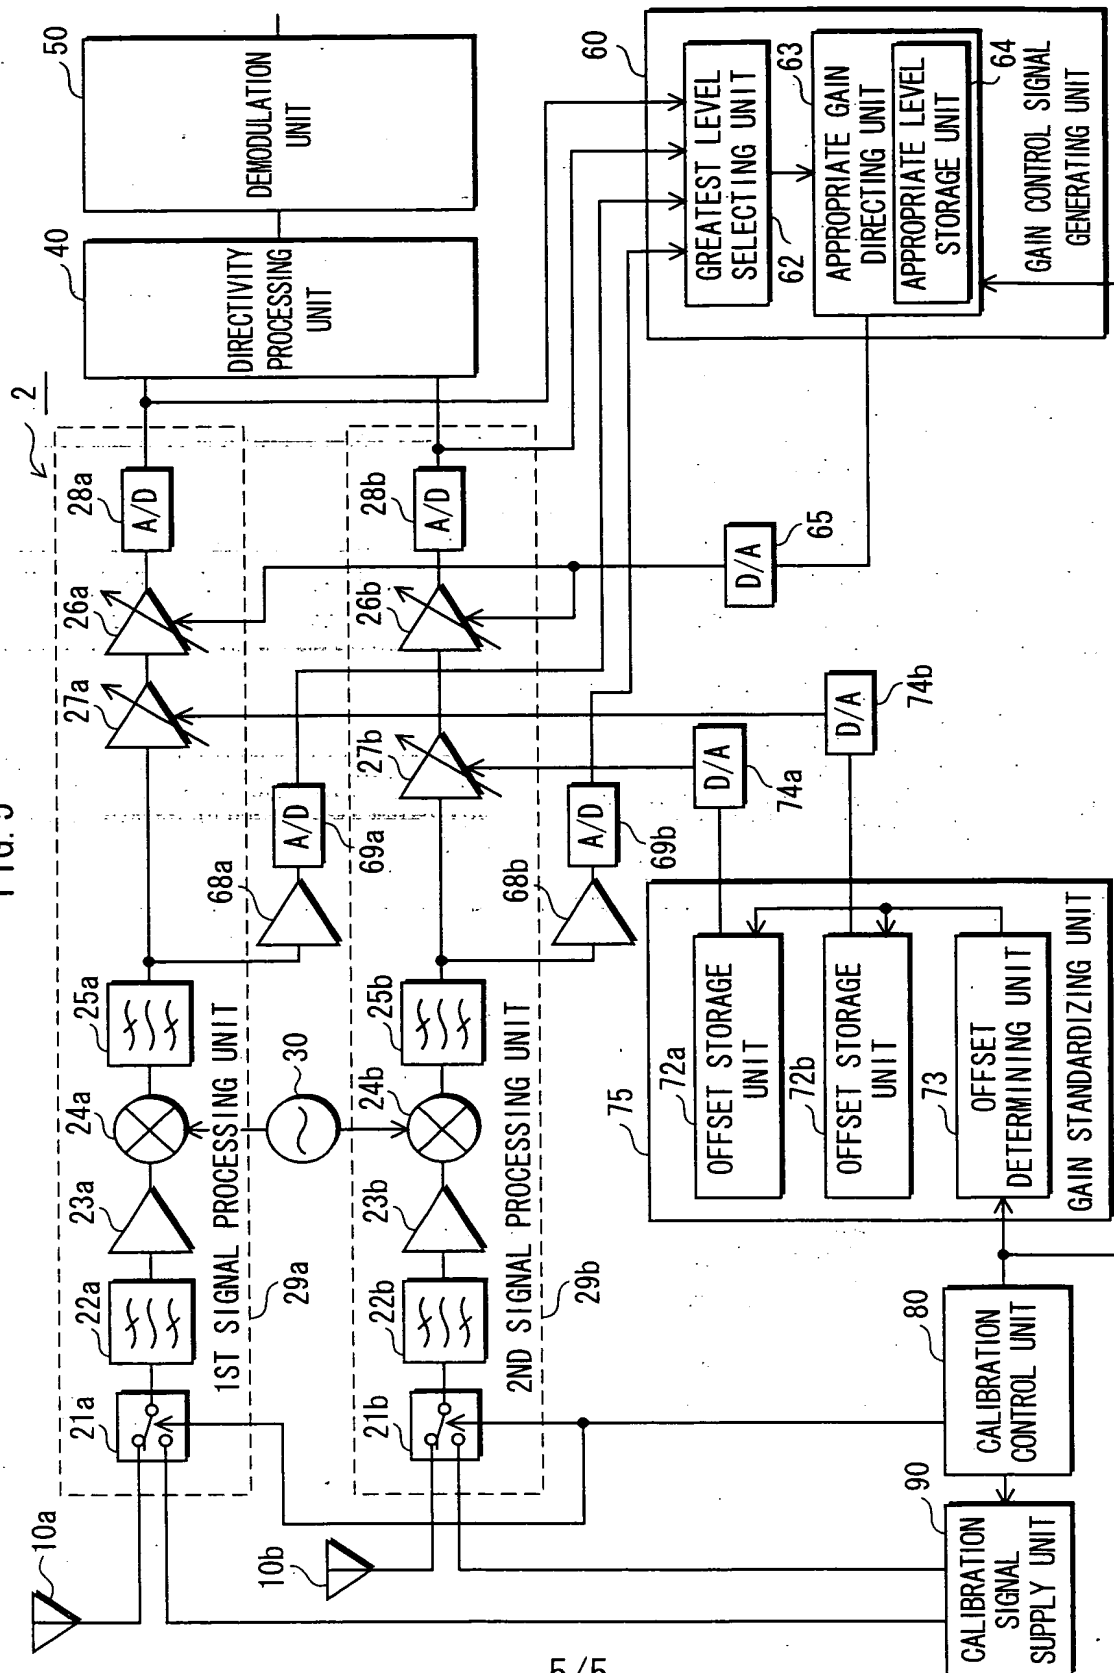 FIG. 5
2
10a
21a
22a
23a
24a
25a
27a
26a
28a
A/D
1ST SIGNAL PROCESSING UNIT
29a
68a
A/D
69a
30
10b
21b
22b
23b
24b
25b
27b
26b
28b
A/D
2ND SIGNAL PROCESSING UNIT
29b
68b
A/D
69b
40
DIRECTIVITY
PROCESSING
UNIT
50
DEMODULATION
UNIT
60
GREATEST LEVEL
SELECTING UNIT
62
63
APPROPRIATE GAIN
DIRECTING UNIT
APPROPRIATE LEVEL
STORAGE UNIT
64
GAIN CONTROL SIGNAL
GENERATING UNIT
D/A
65
D/A
74a
D/A
74b
75
72a
OFFSET STORAGE
UNIT
72b
OFFSET STORAGE
UNIT
73
OFFSET
DETERMINING UNIT
GAIN STANDARDIZING UNIT
80
CALIBRATION
CONTROL UNIT
90
CALIBRATION
SIGNAL
SUPPLY UNIT
5/5